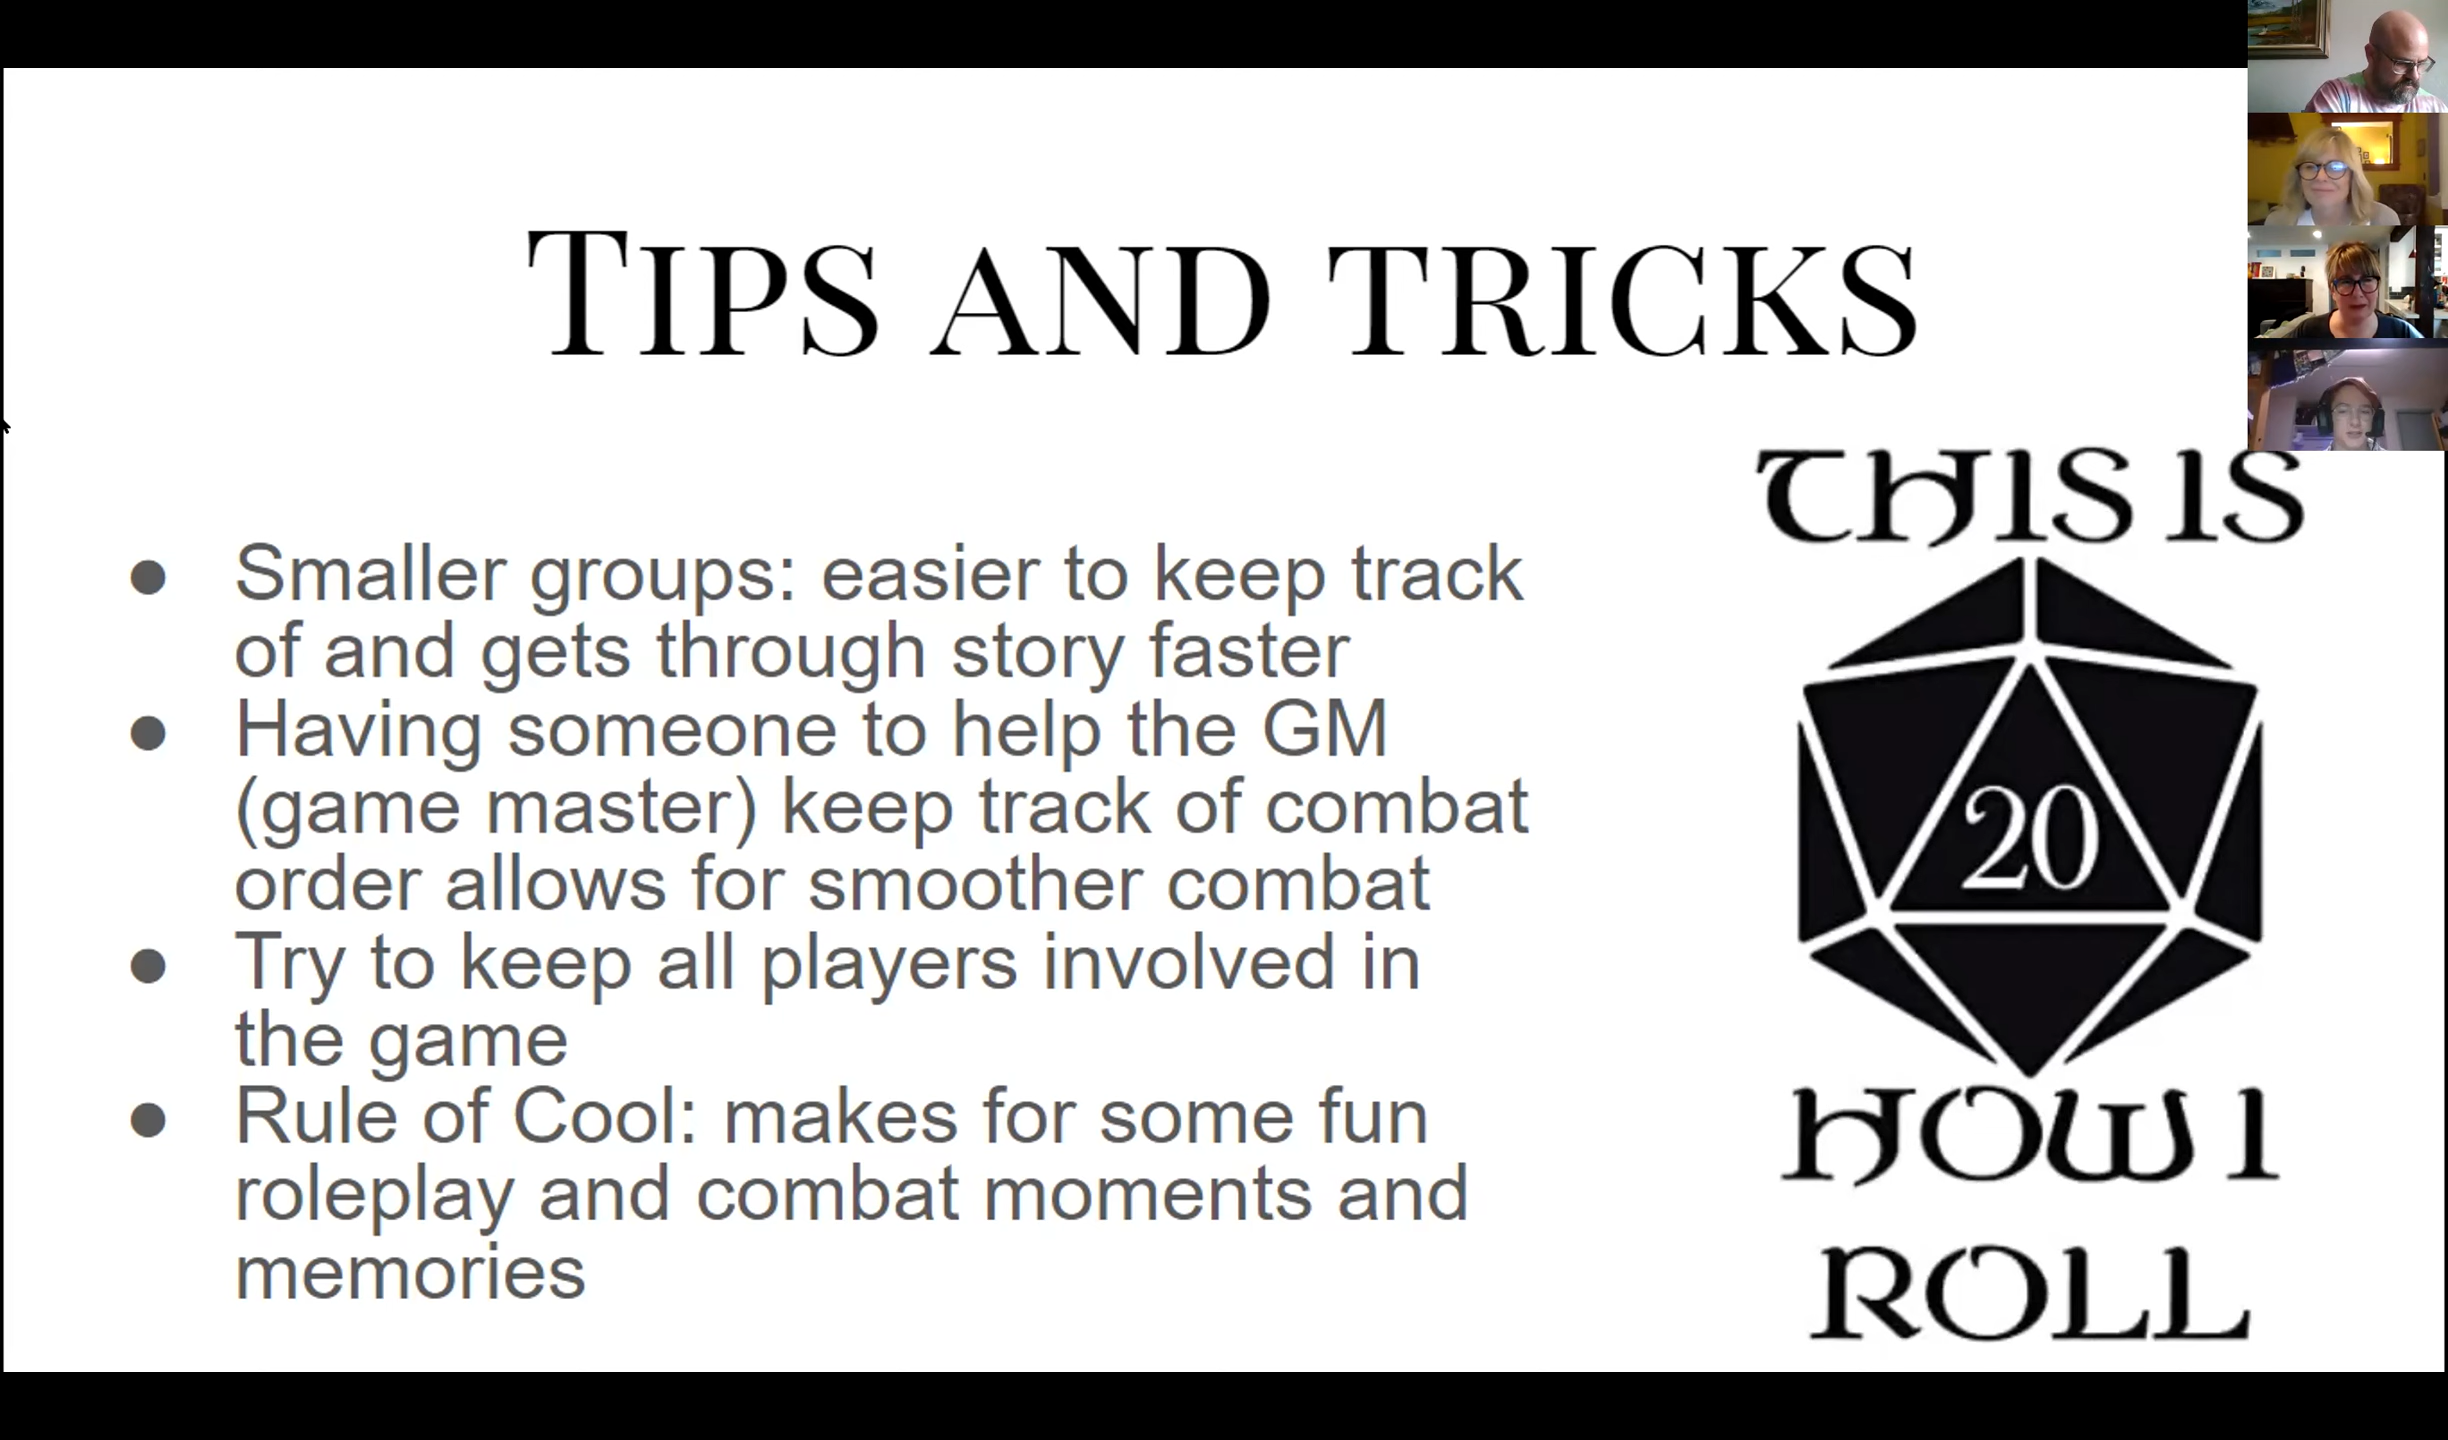 Tips and tricks
● Smaller groups: easier to keep track
of and gets through story faster
● Having someone to help the GM
(game master) keep track of combat
order allows for smoother combat
● Try to keep all players involved in
the game
● Rule of Cool: makes for some fun
roleplay and combat moments and
memories
THIS IS
20
HOW I
ROLL